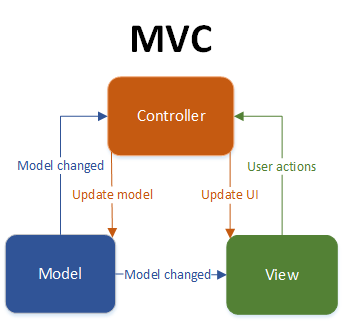 MVC
Controller
Model changed
User actions
Update model
Update UI
Model
Model changed
View